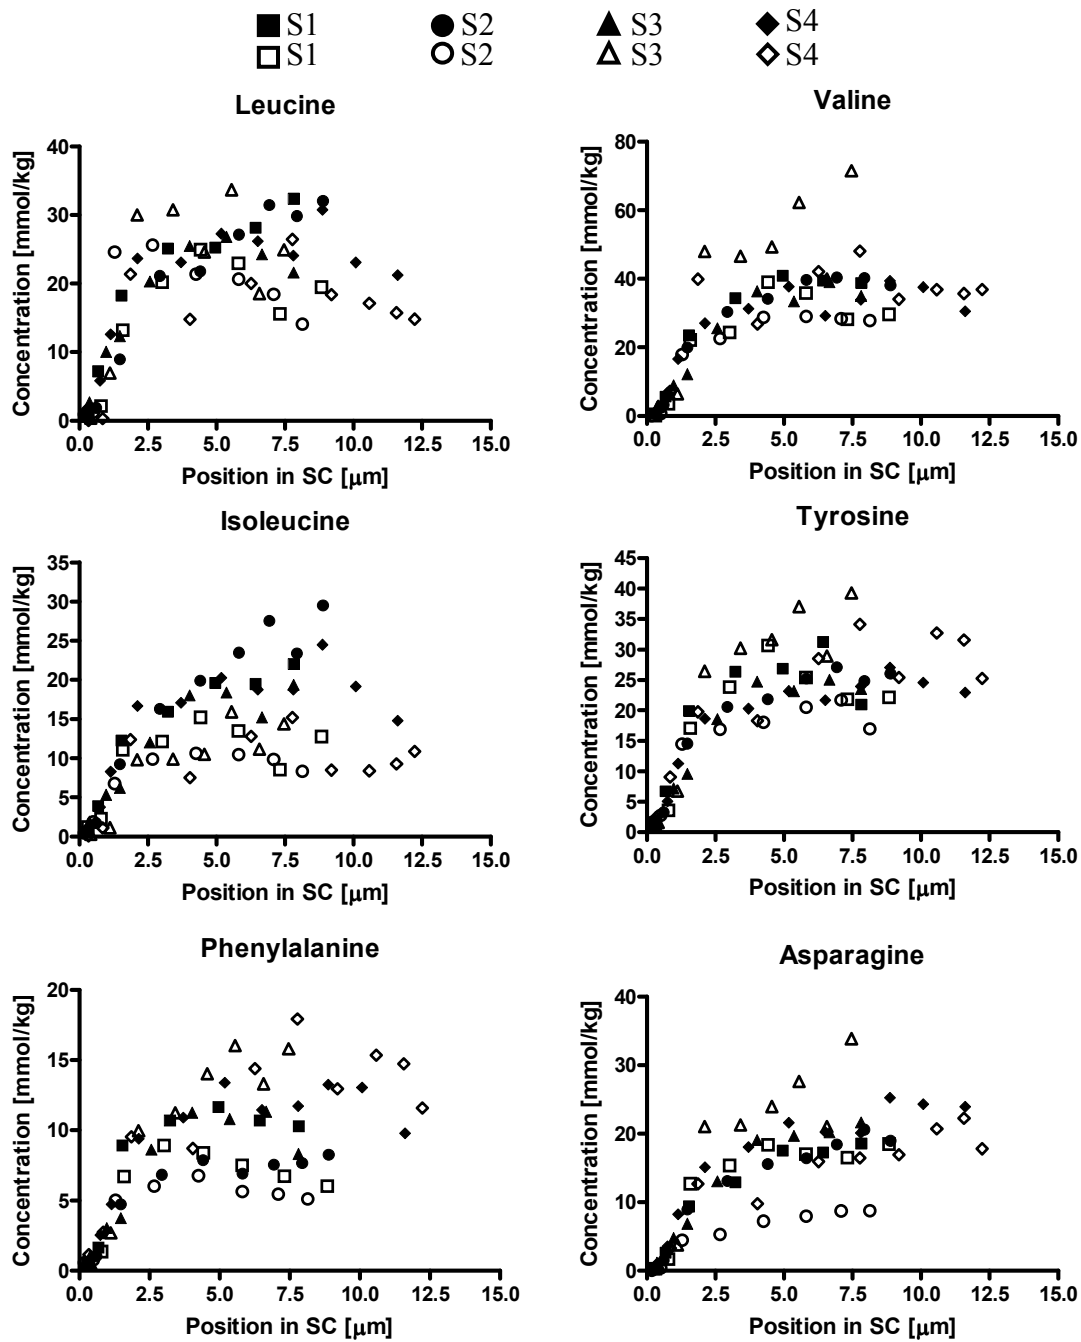 S1 S2 S3 S4
S1 S2 S3 S4
Leucine
Concentration [mmol/kg]
40
30
20
10
0
0.0 2.5 5.0 7.5 10.0 12.5 15.0
Position in SC [μm]
Valine
Concentration [mmol/kg]
80
60
40
20
0
0.0 2.5 5.0 7.5 10.0 12.5 15.0
Position in SC [μm]
Isoleucine
Concentration [mmol/kg]
35
30
25
20
15
10
5
0
0.0 2.5 5.0 7.5 10.0 12.5 15.0
Position in SC [μm]
Tyrosine
Concentration [mmol/kg]
45
40
35
30
25
20
15
10
5
0
0.0 2.5 5.0 7.5 10.0 12.5 15.0
Position in SC [μm]
Phenylalanine
Concentration [mmol/kg]
20
15
10
5
0
0.0 2.5 5.0 7.5 10.0 12.5 15.0
Position in SC [μm]
Asparagine
Concentration [mmol/kg]
40
30
20
10
0
0.0 2.5 5.0 7.5 10.0 12.5 15.0
Position in SC [μm]